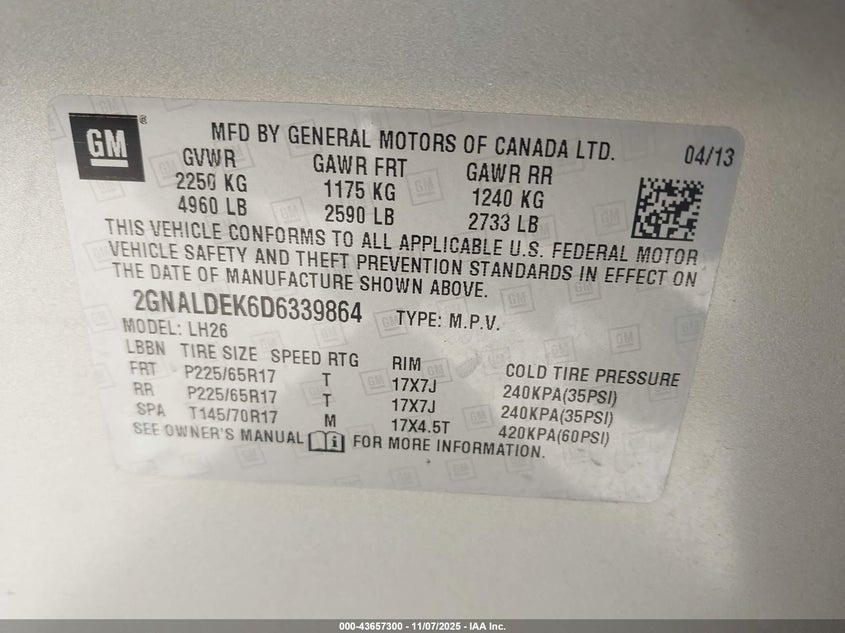 GM ®
MFD BY GENERAL MOTORS OF CANADA LTD. 04/13
GVWR GAWR FRT GAWR RR
2250 KG 1175 KG 1240 KG
4960 LB 2590 LB 2733 LB
THIS VEHICLE CONFORMS TO ALL APPLICABLE U.S. FEDERAL MOTOR
VEHICLE SAFETY AND THEFT PREVENTION STANDARDS IN EFFECT ON
THE DATE OF MANUFACTURE SHOWN ABOVE.
2GNALDEK6D6339864 TYPE: M.P.V.
MODEL: LH26
LBBN TIRE SIZE SPEED RTG RIM COLD TIRE PRESSURE
FRT P225/65R17 T 17X7J 240KPA(35PSI)
RR P225/65R17 T 17X7J 240KPA(35PSI)
SPA T145/70R17 M 17X4.5T 420KPA(60PSI)
SEE OWNER'S MANUAL FOR MORE INFORMATION.
000-43657300 - 11/07/2025 - IAA Inc.